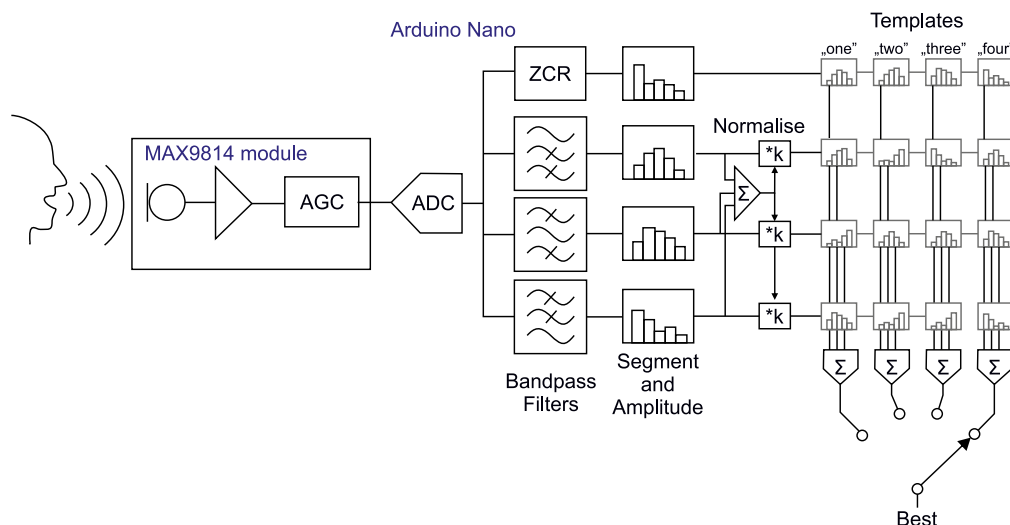 Templates
Arduino Nano
„one” „two” „three” „four”
ZCR
Normalise
MAX9814 module
*k
AGC
ADC
Σ
*k
*k
Segment
and
Amplitude
Bandpass
Filters
Σ Σ Σ Σ
Best